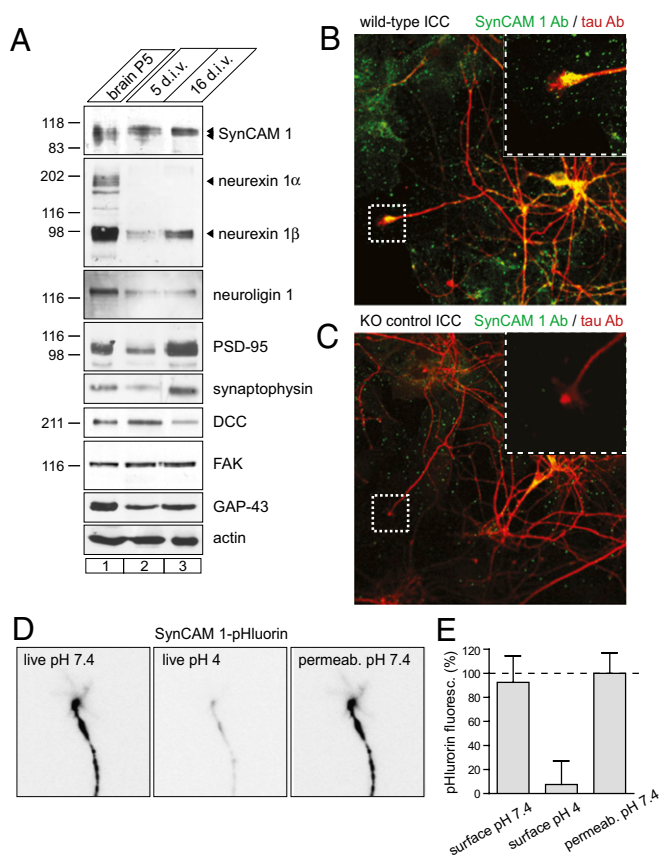 A
brain P5
5 d.i.v.
16 d.i.v.
118
83
SynCAM 1
202
116
98
neurexin 1α
neurexin 1β
116
neuroligin 1
116
98
PSD-95
synaptophysin
211
DCC
116
FAK
GAP-43
actin
1 2 3
B
wild-type ICC SynCAM 1 Ab / tau Ab
C
KO control ICC SynCAM 1 Ab / tau Ab
D
SynCAM 1-pHluorin
live pH 7.4
live pH 4
permeab. pH 7.4
E
pHlurorin fluoresc. (%)
120
100
80
60
40
20
0
surface pH 7.4
surface pH 4
permeab. pH 7.4